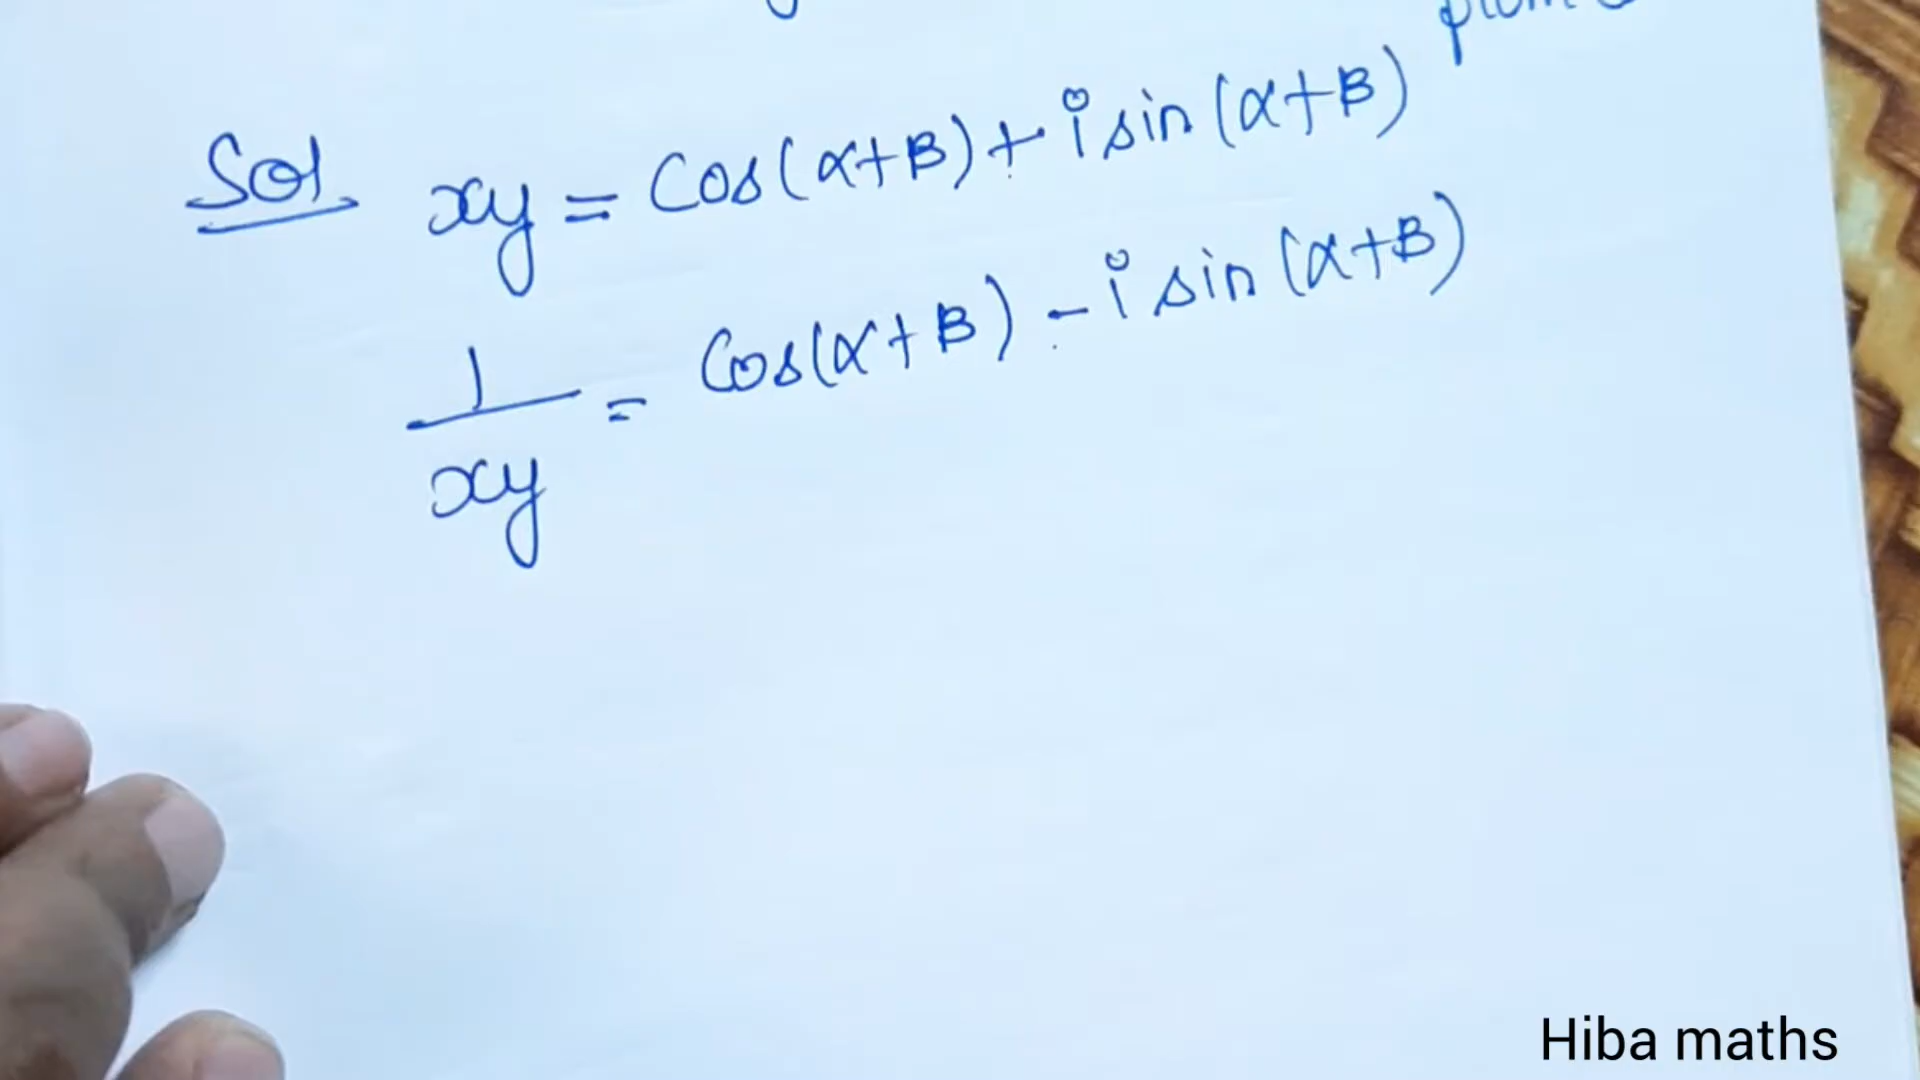 Sol xy = Cos(α+β) + i sin (α+β)
1/xy = Cos(α+β) - i sin (α+β)
Hiba maths